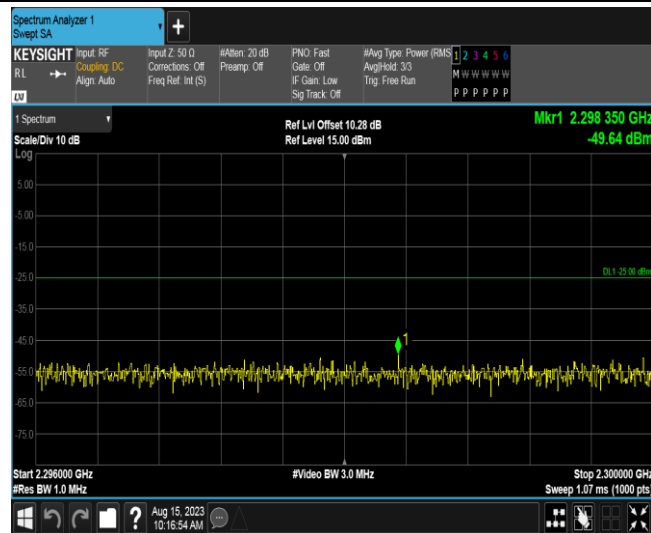 Spectrum Analyzer 1
Swept SA
+
KEYSIGHT
RL
LXI
Input: RF
Coupling: DC
Align: Auto
Input Z: 50 Ω
Corrections: Off
Freq Ref: Int (S)
#Atten: 20 dB
Preamp: Off
PNO: Fast
Gate: Off
IF Gain: Low
Sig Track: Off
#Avg Type: Power (RMS
Avg|Hold: 3/3
Trig: Free Run
1 2 3 4 5 6
M W W W W W
P P P P P P
1 Spectrum
Scale/Div 10 dB
Log
Ref Lvl Offset 10.28 dB
Ref Level 15.00 dBm
Mkr1 2.298 350 GHz
-49.64 dBm
5.00
-5.00
-15.0
-25.0
DL1 -25.00 dBm
-35.0
-45.0
1
-55.0
-65.0
-75.0
Start 2.296000 GHz
#Res BW 1.0 MHz
#Video BW 3.0 MHz
Stop 2.300000 GHz
Sweep 1.07 ms (1000 pts)
?
Aug 15, 2023
10:16:54 AM